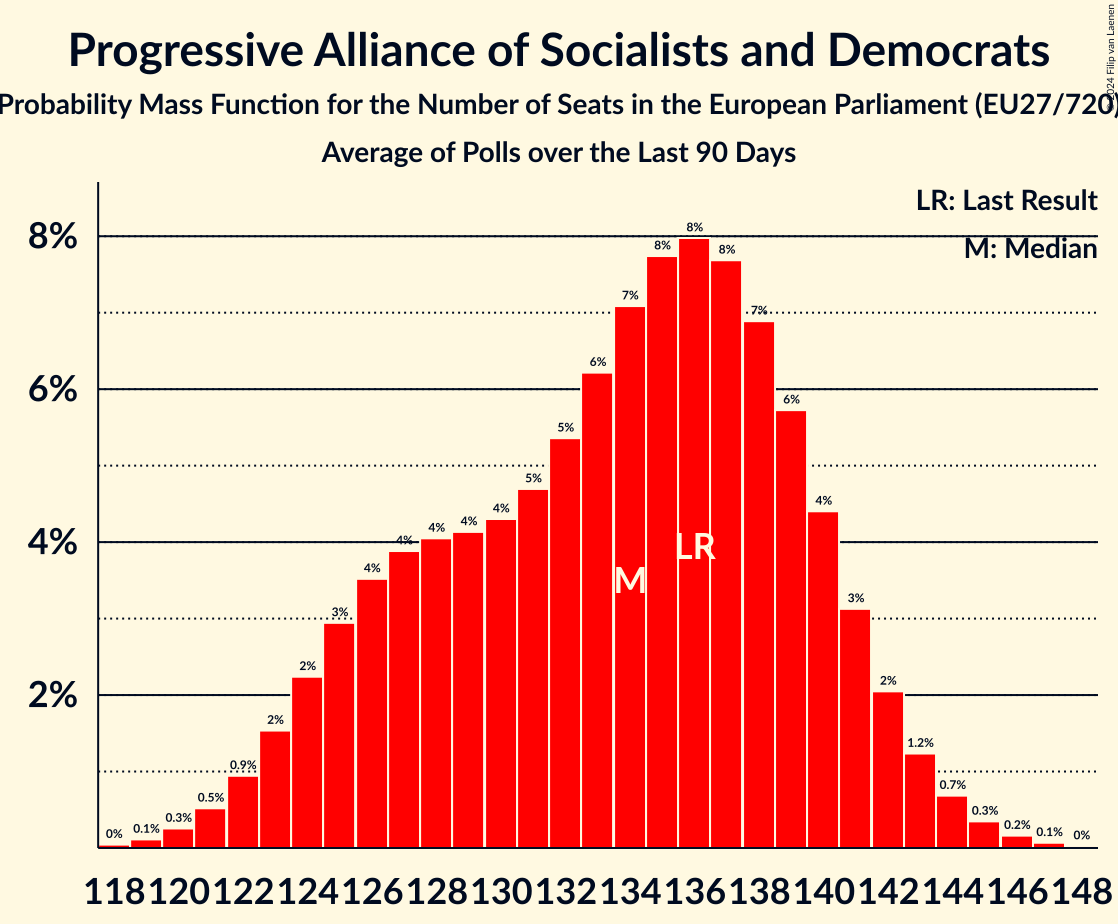 Progressive Alliance of Socialists and Democrats
Probability Mass Function for the Number of Seats in the European Parliament (EU27/720)
Average of Polls over the Last 90 Days
© 2024 Filip van Laenen
LR: Last Result
M: Median
8%
6%
4%
2%
0% 0.1% 0.3% 0.5% 0.9% 2% 2% 3% 4% 4% 4% 4% 4% 5% 5% 6% 7% 8% 8% 8% 7% 6% 4% 3% 2% 1.2% 0.7% 0.3% 0.2% 0.1% 0%
M LR
118 120 122 124 126 128 130 132 134 136 138 140 142 144 146 148